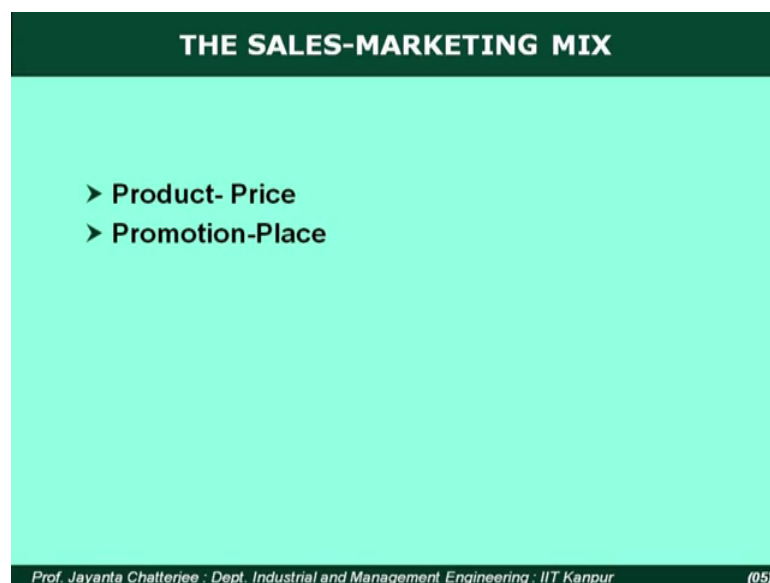 THE SALES-MARKETING MIX
➢ Product- Price
➢ Promotion-Place
Prof. Jayanta Chatterjee : Dept. Industrial and Management Engineering : IIT Kanpur (05)